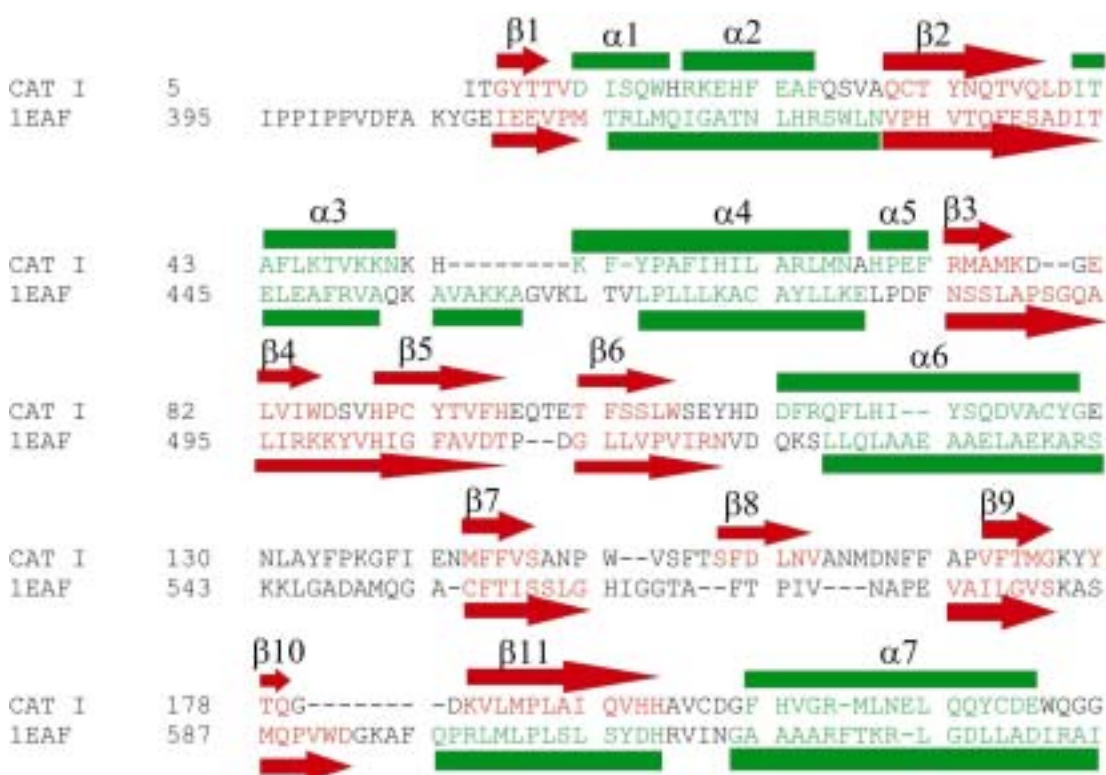 β1 α1 α2 β2
CAT I 5 ITGYTTVD ISQWHRKEHF EAFQSVAQCT YNQTVQLDIT
1EAF 395 IPPIPPVDFA KYGEIEEVPM TRLMQIGATN LHRSWLNVPH VTQFESADIT
α3 α4 α5 β3
CAT I 43 AFLKTVKKNK H--------K F-YPAFIHIL ARLMNAHPEF RMAMKD--GE
1EAF 445 ELEAFRVAQK AVAKKAGVKL TVLPLLLKAC AYLLKELPDF NSSLAPSGQA
β4 β5 β6 α6
CAT I 82 LVIWDSVHPC YTVFHEQTET FSSLWSEYHD DFRQFLHI-- YSQDVACYGE
1EAF 495 LIRKKYVHIG FAVDTP--DG LLVPVIRNVD QKSLLQLAAE AAELAEKARS
β7 β8 β9
CAT I 130 NLAYFPKGFI ENMFFVSANP W--VSFTSFD LNVANMDNFF APVFTMGKYY
1EAF 543 KKLGADAMQG A-CFTISSLG HIGGTA--FT PIV---NAPE VAILGVSKAS
β10 β11 α7
CAT I 178 TQG------- -DKVLMPLAI QVHHAVCDGF HVGR-MLNEL QQYCDEWQGG
1EAF 587 MQPVWDGKAF QPRLMLPLSL SYDHRVINGA AAARFTKR-L GDLLADIRAI